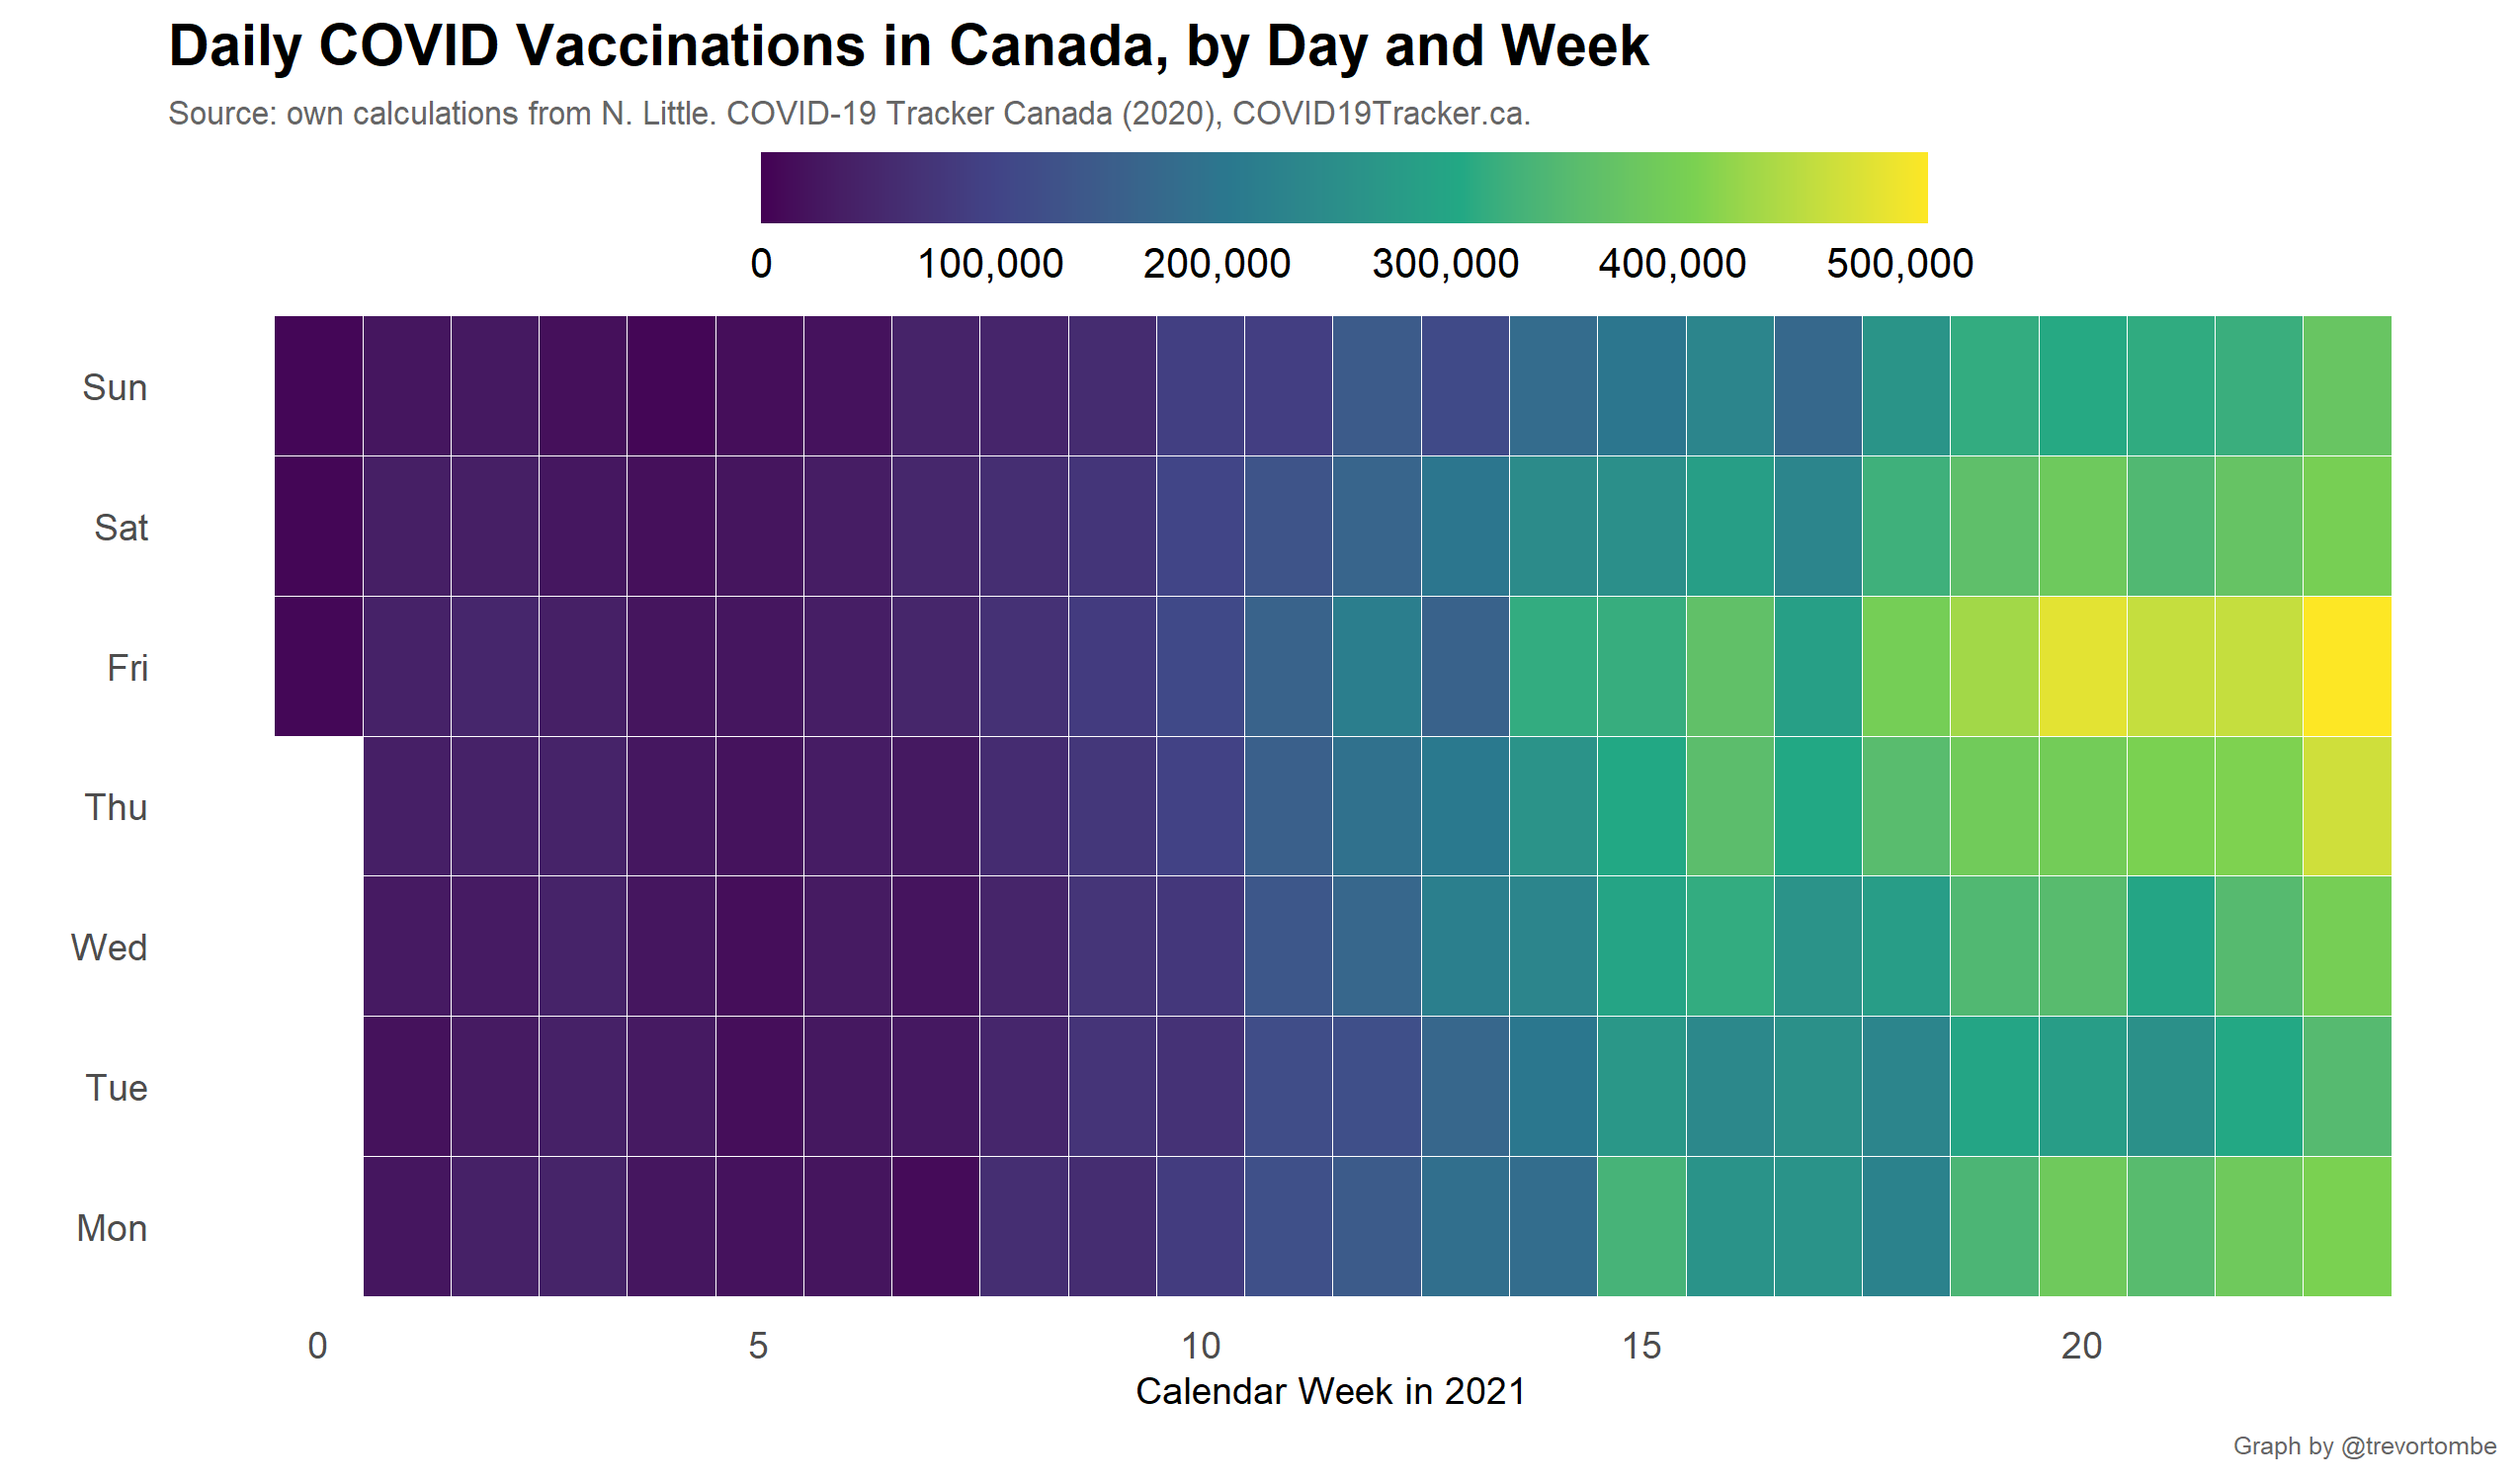 Daily COVID Vaccinations in Canada, by Day and Week
Source: own calculations from N. Little. COVID-19 Tracker Canada (2020), COVID19Tracker.ca.
0 100,000 200,000 300,000 400,000 500,000
Sun
Sat
Fri
Thu
Wed
Tue
Mon
0 5 10 15 20
Calendar Week in 2021
Graph by @trevortombe